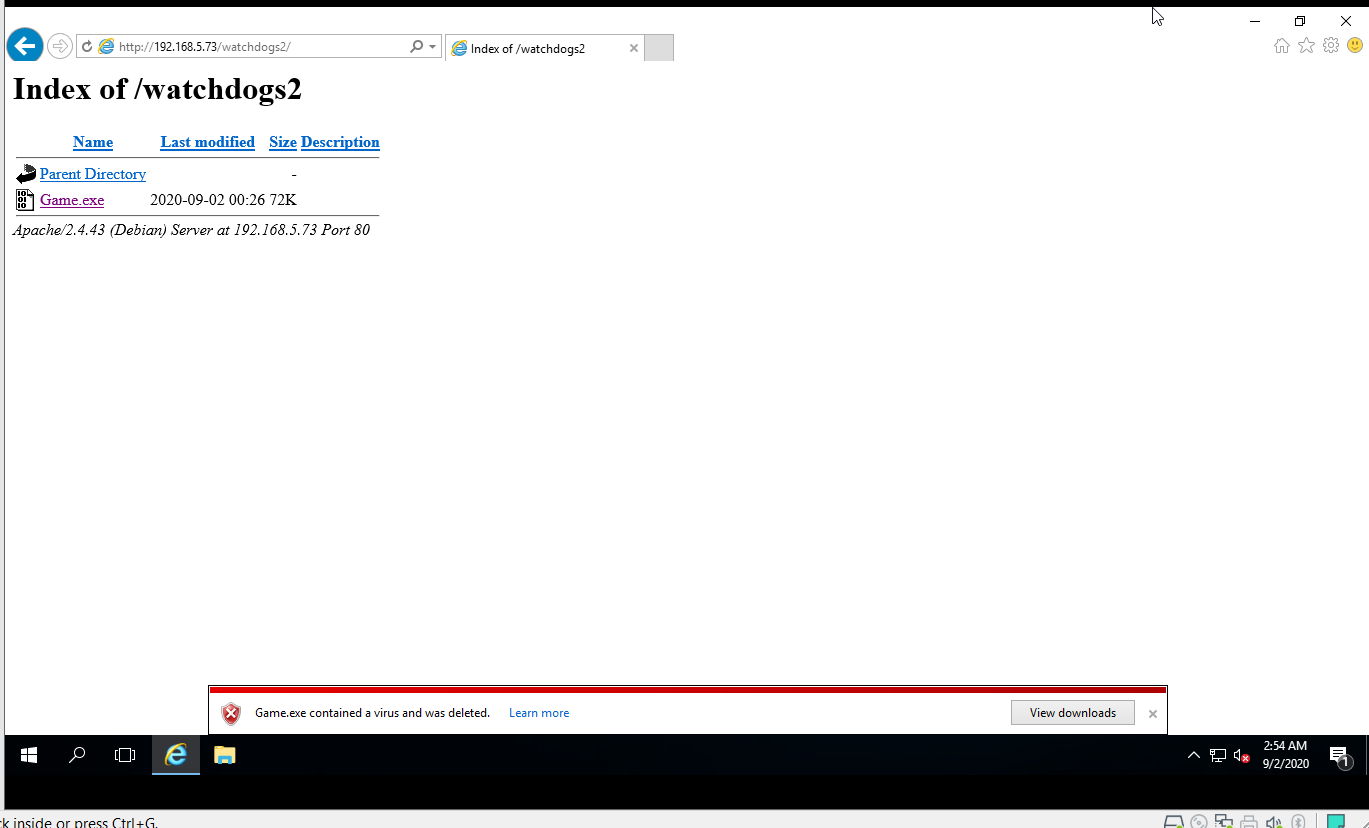 http://192.168.5.73/watchdogs2/
Index of /watchdogs2
Index of /watchdogs2
Name Last modified Size Description
Parent Directory -
Game.exe 2020-09-02 00:26 72K
Apache/2.4.43 (Debian) Server at 192.168.5.73 Port 80
Game.exe contained a virus and was deleted. Learn more View downloads
2:54 AM
9/2/2020
1
ck inside or press Ctrl+G.